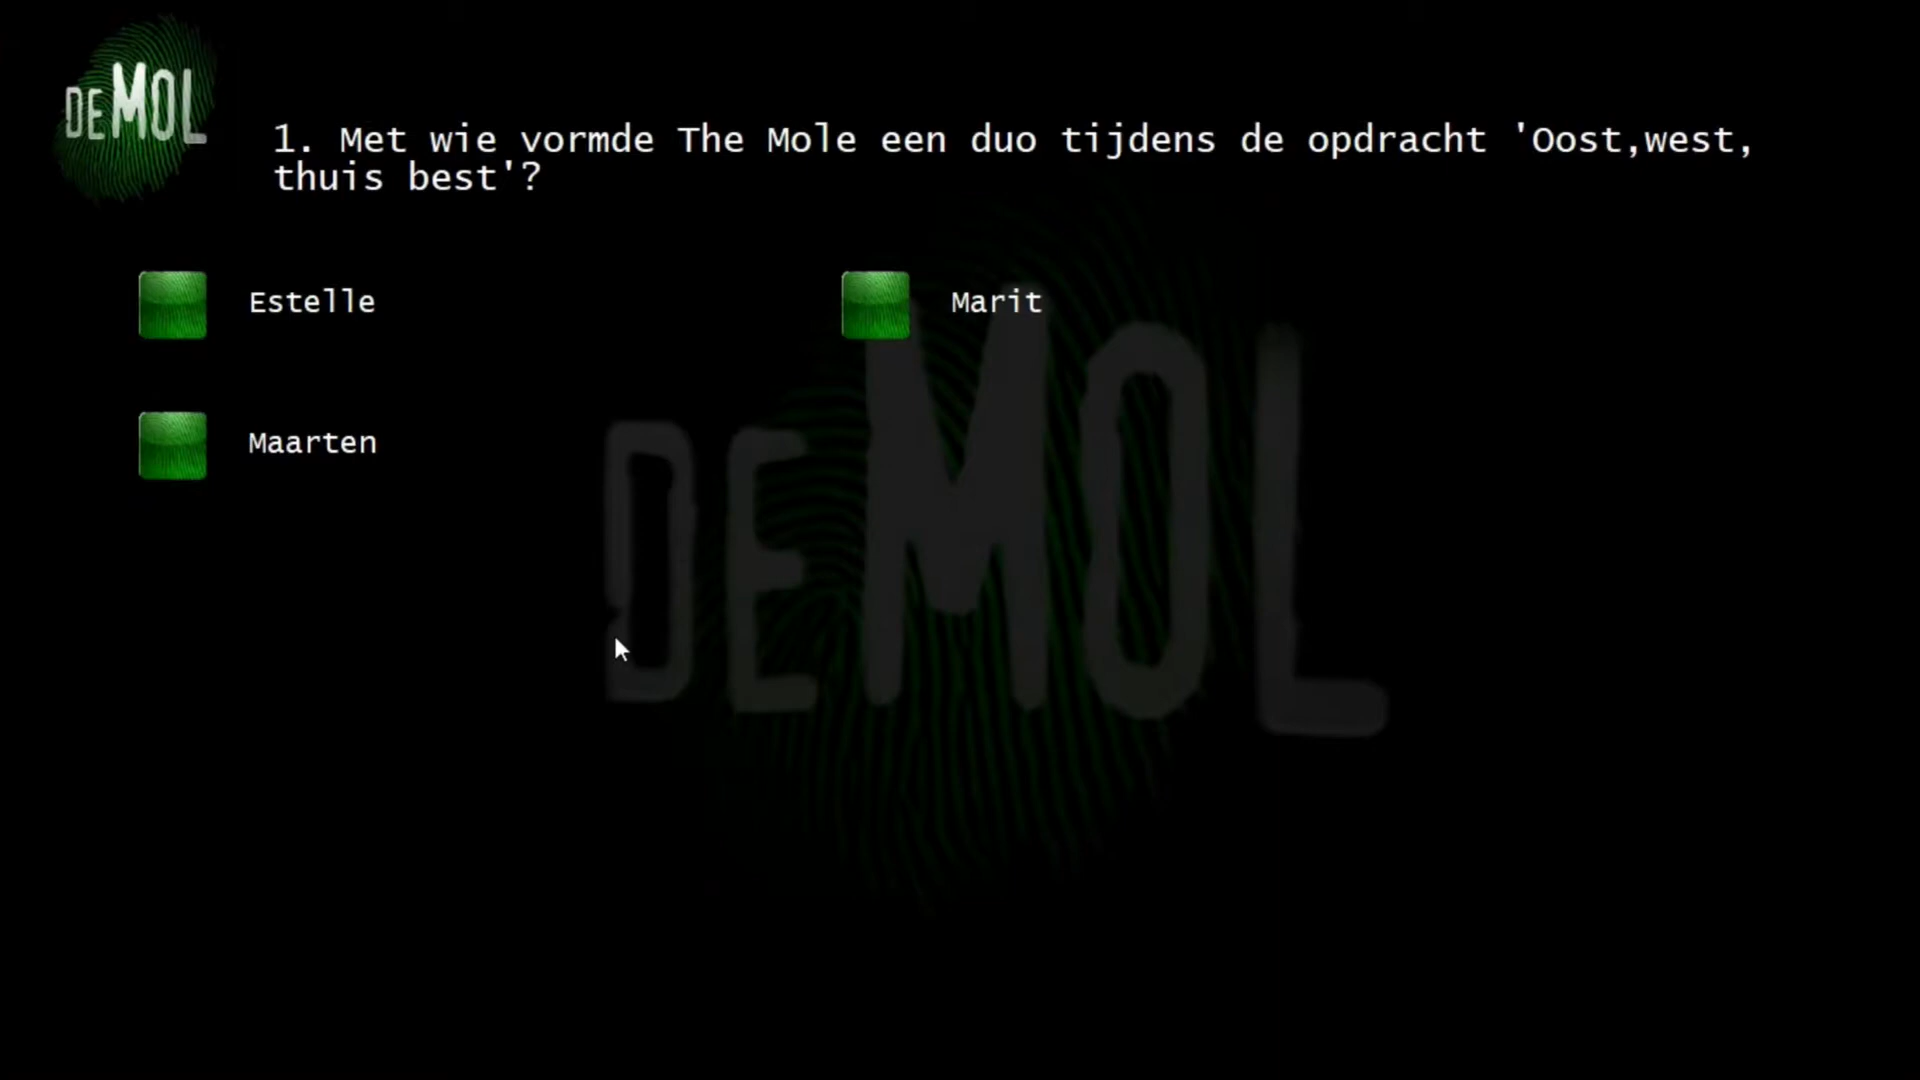 DEMOL
1. Met wie vormde The Mole een duo tijdens de opdracht 'Oost,west,
thuis best'?
Estelle
Marit
Maarten
DEMOL